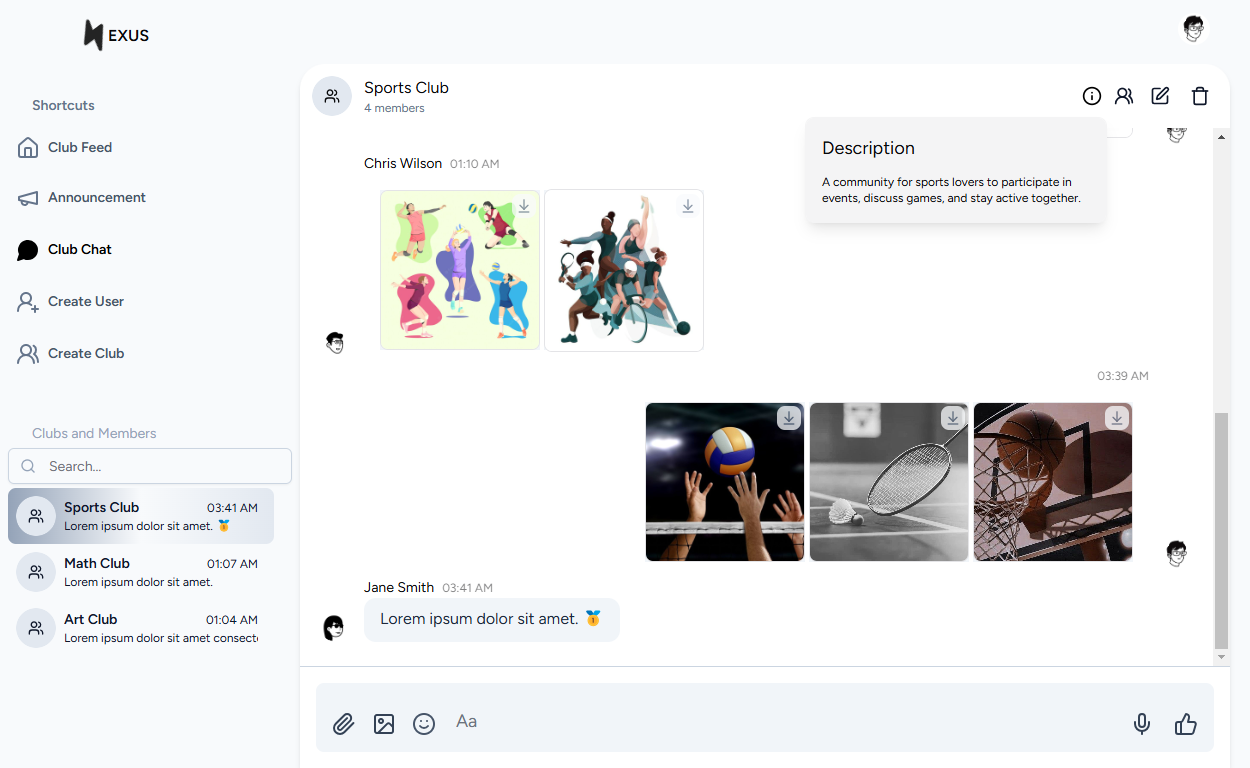 EXUS
Shortcuts
Club Feed
Announcement
Club Chat
Create User
Create Club
Clubs and Members
Search...
Sports Club 03:41 AM
Lorem ipsum dolor sit amet. 🏅
Math Club 01:07 AM
Lorem ipsum dolor sit amet.
Art Club 01:04 AM
Lorem ipsum dolor sit amet consecte
Sports Club
4 members
Description
A community for sports lovers to participate in
events, discuss games, and stay active together.
Chris Wilson 01:10 AM
03:39 AM
Jane Smith 03:41 AM
Lorem ipsum dolor sit amet. 🏅
Aa